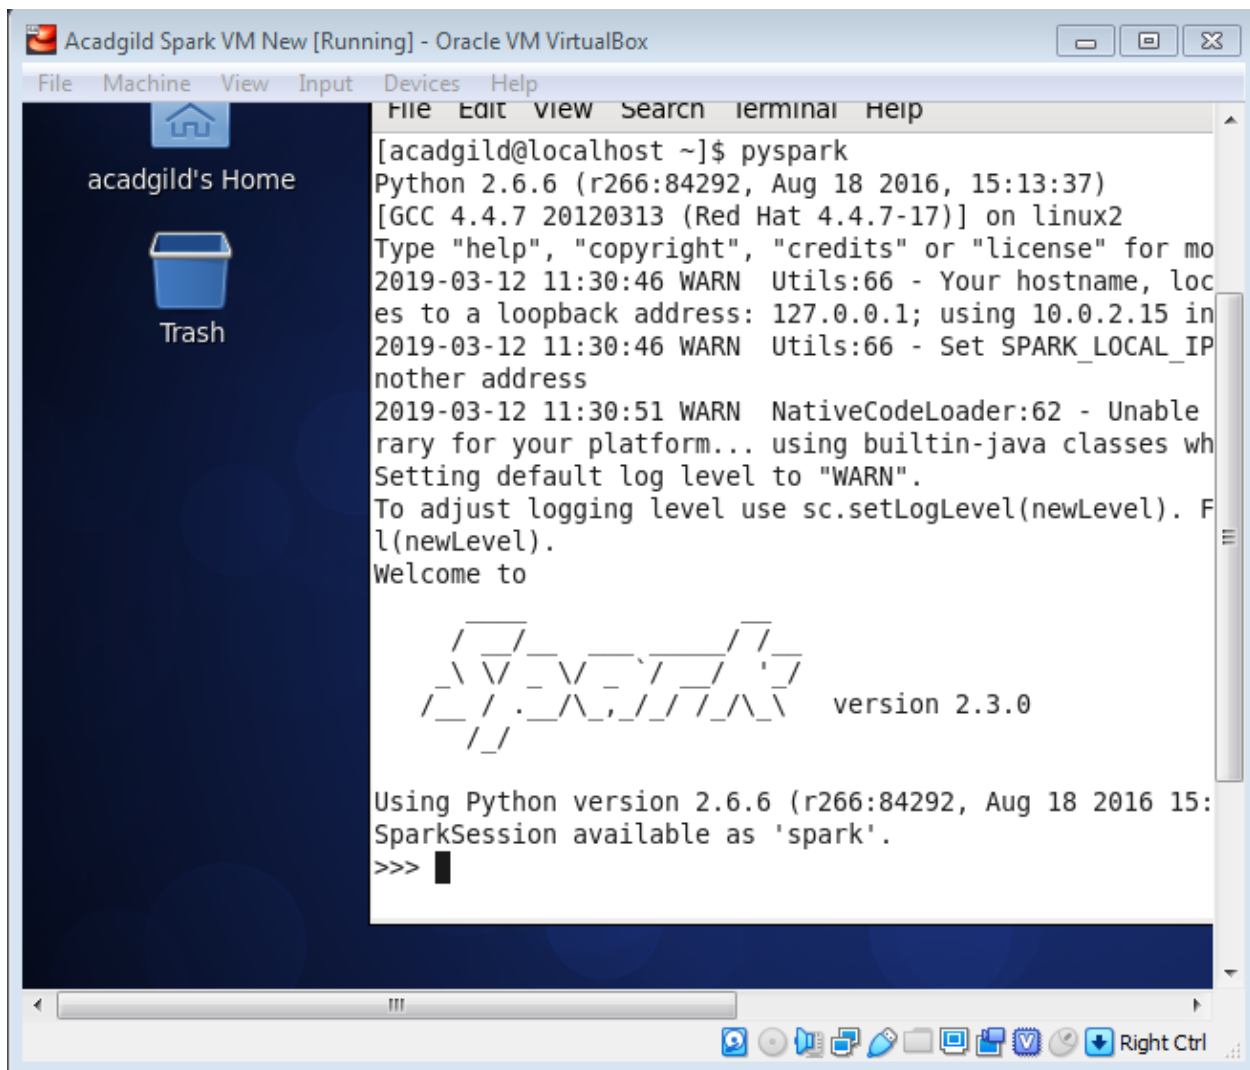 Acadgild Spark VM New [Running] - Oracle VM VirtualBox
File Machine View Input Devices Help
File Edit View Search Terminal Help
acadgild's Home
Trash
[acadgild@localhost ~]$ pyspark
Python 2.6.6 (r266:84292, Aug 18 2016, 15:13:37)
[GCC 4.4.7 20120313 (Red Hat 4.4.7-17)] on linux2
Type "help", "copyright", "credits" or "license" for mo
2019-03-12 11:30:46 WARN  Utils:66 - Your hostname, loc
es to a loopback address: 127.0.0.1; using 10.0.2.15 in
2019-03-12 11:30:46 WARN  Utils:66 - Set SPARK_LOCAL_IP
nother address
2019-03-12 11:30:51 WARN  NativeCodeLoader:62 - Unable
rary for your platform... using builtin-java classes wh
Setting default log level to "WARN".
To adjust logging level use sc.setLogLevel(newLevel). F
l(newLevel).
Welcome to
Spark version 2.3.0
Using Python version 2.6.6 (r266:84292, Aug 18 2016 15:
SparkSession available as 'spark'.
>>>
Right Ctrl